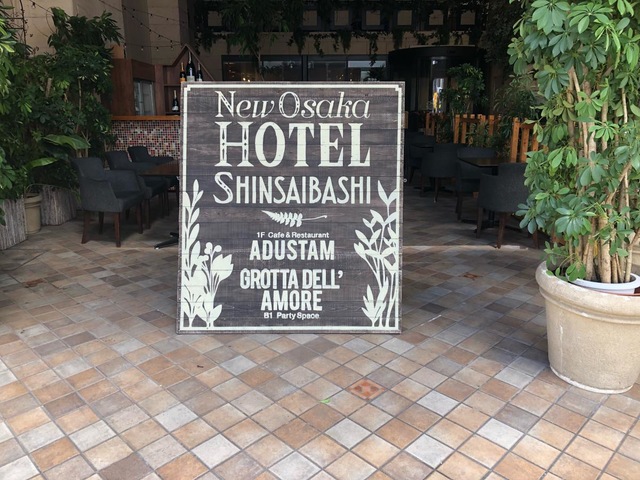 New Osaka
HOTEL
SHINSAIBASHI
1F Cafe & Restaurant
ADUSTAM
GROTTA DELL'
AMORE
B1 Party Space